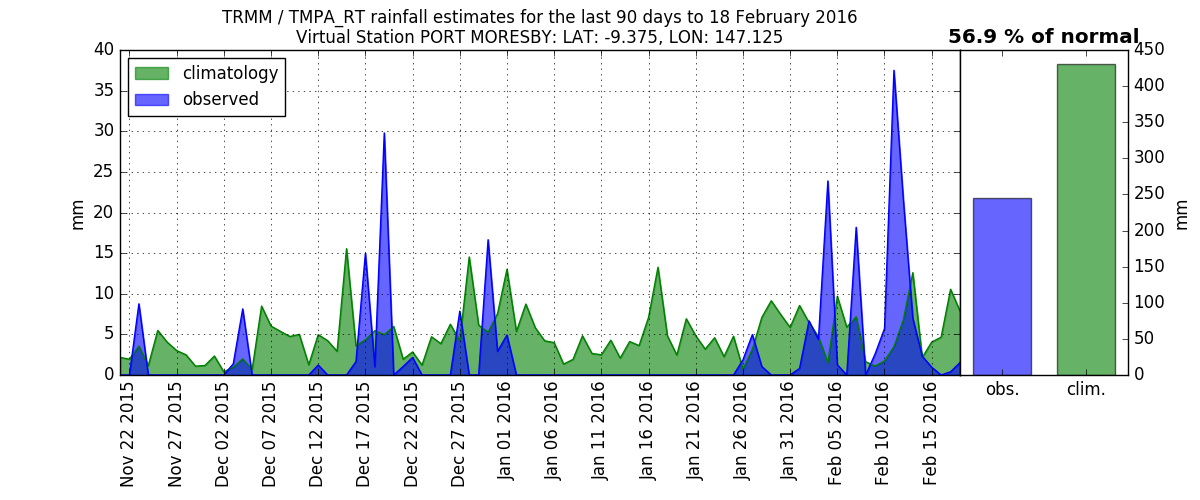 TRMM / TMPA_RT rainfall estimates for the last 90 days to 18 February 2016
Virtual Station PORT MORESBY: LAT: -9.375, LON: 147.125
56.9 % of normal
climatology
observed
mm
40
35
30
25
20
15
10
5
0
Nov 22 2015
Nov 27 2015
Dec 02 2015
Dec 07 2015
Dec 12 2015
Dec 17 2015
Dec 22 2015
Dec 27 2015
Jan 01 2016
Jan 06 2016
Jan 11 2016
Jan 16 2016
Jan 21 2016
Jan 26 2016
Jan 31 2016
Feb 05 2016
Feb 10 2016
Feb 15 2016
obs.
clim.
450
400
350
300
250
200
150
100
50
0
mm